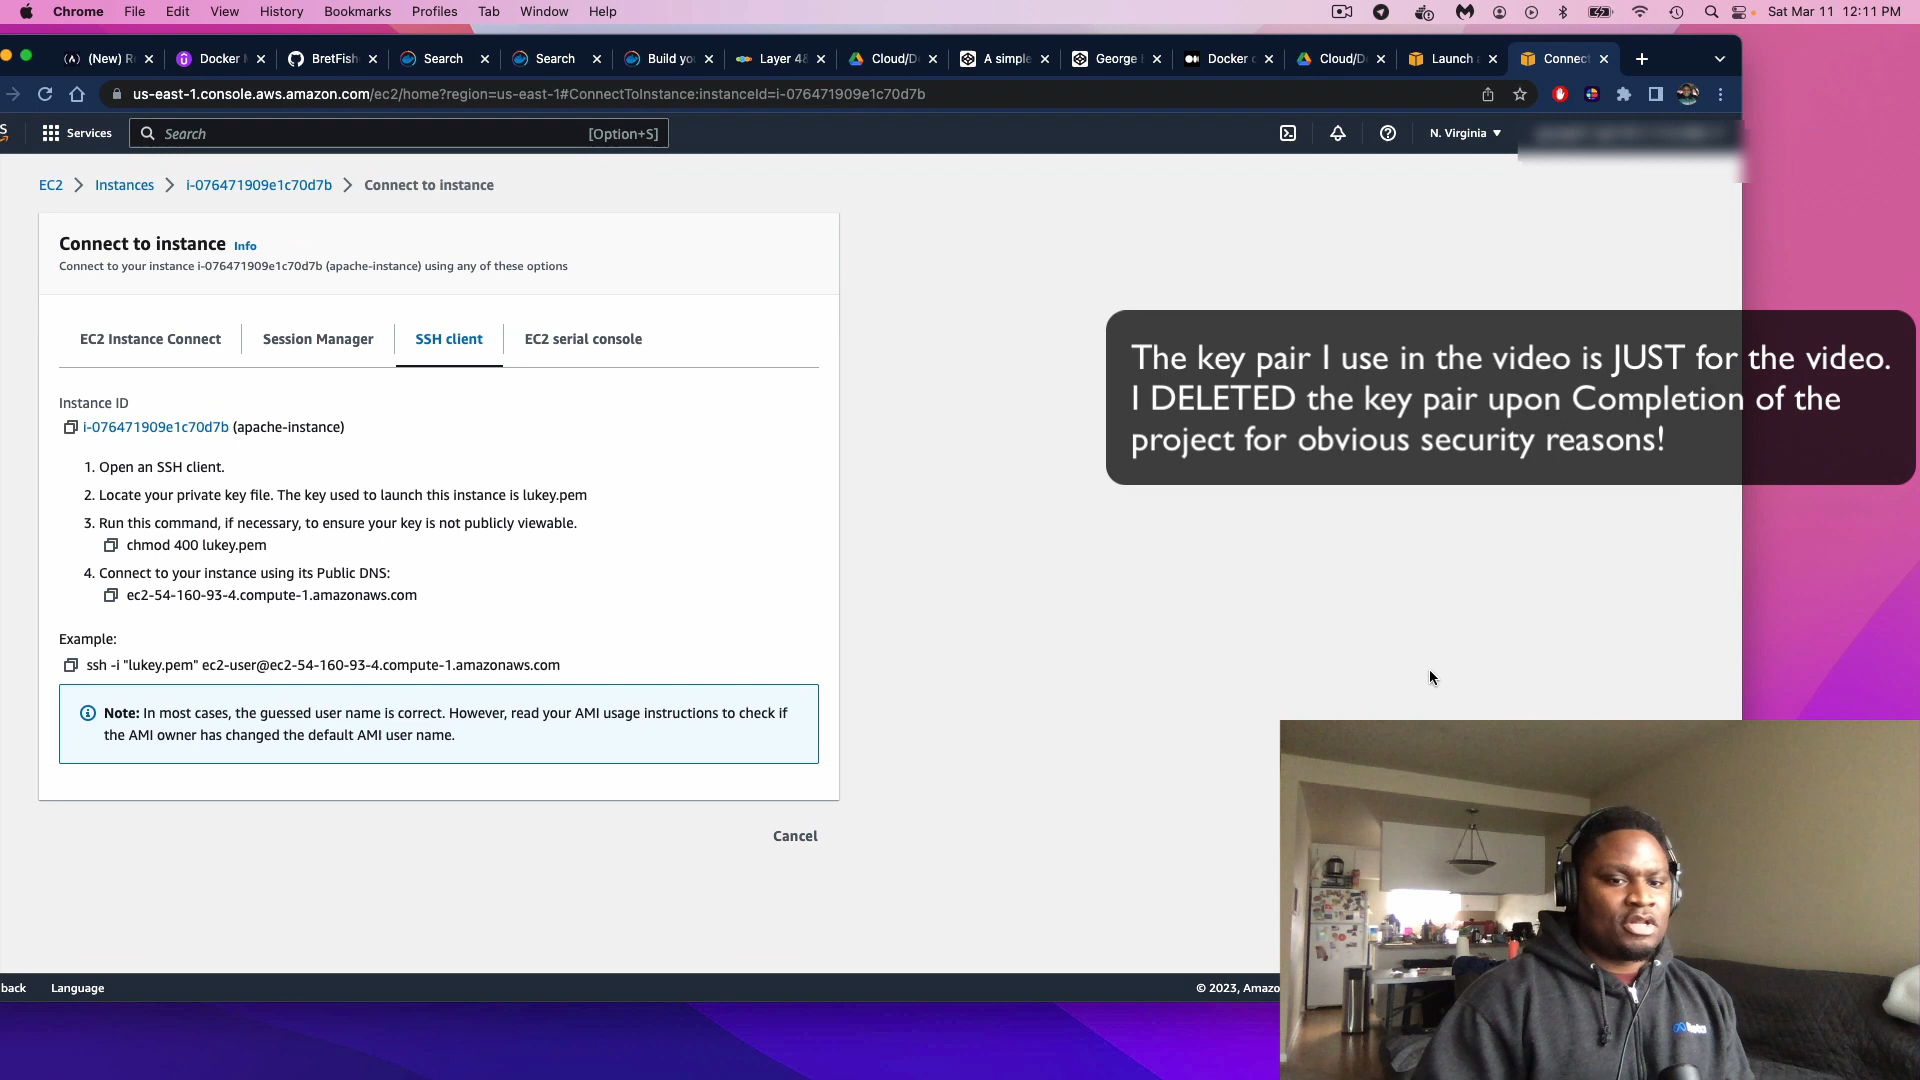 Chrome File Edit View History Bookmarks Profiles Tab Window Help Sat Mar 11 12:11 PM
(New) R Docker BretFish Search Search Build yo Layer 4& Cloud/D A simple George Docker c Cloud/D Launch Connect
us-east-1.console.aws.amazon.com/ec2/home?region=us-east-1#ConnectToInstance:instanceId=i-076471909e1c70d7b
Services Search [Option+S] N. Virginia
EC2 Instances i-076471909e1c70d7b Connect to instance
Connect to instance Info
Connect to your instance i-076471909e1c70d7b (apache-instance) using any of these options
EC2 Instance Connect Session Manager SSH client EC2 serial console
The key pair I use in the video is JUST for the video.
I DELETED the key pair upon Completion of the
project for obvious security reasons!
Instance ID
i-076471909e1c70d7b (apache-instance)
1. Open an SSH client.
2. Locate your private key file. The key used to launch this instance is lukey.pem
3. Run this command, if necessary, to ensure your key is not publicly viewable.
chmod 400 lukey.pem
4. Connect to your instance using its Public DNS:
ec2-54-160-93-4.compute-1.amazonaws.com
Example:
ssh -i "lukey.pem" ec2-user@ec2-54-160-93-4.compute-1.amazonaws.com
Note: In most cases, the guessed user name is correct. However, read your AMI usage instructions to check if
the AMI owner has changed the default AMI user name.
Cancel
back Language © 2023, Amazo